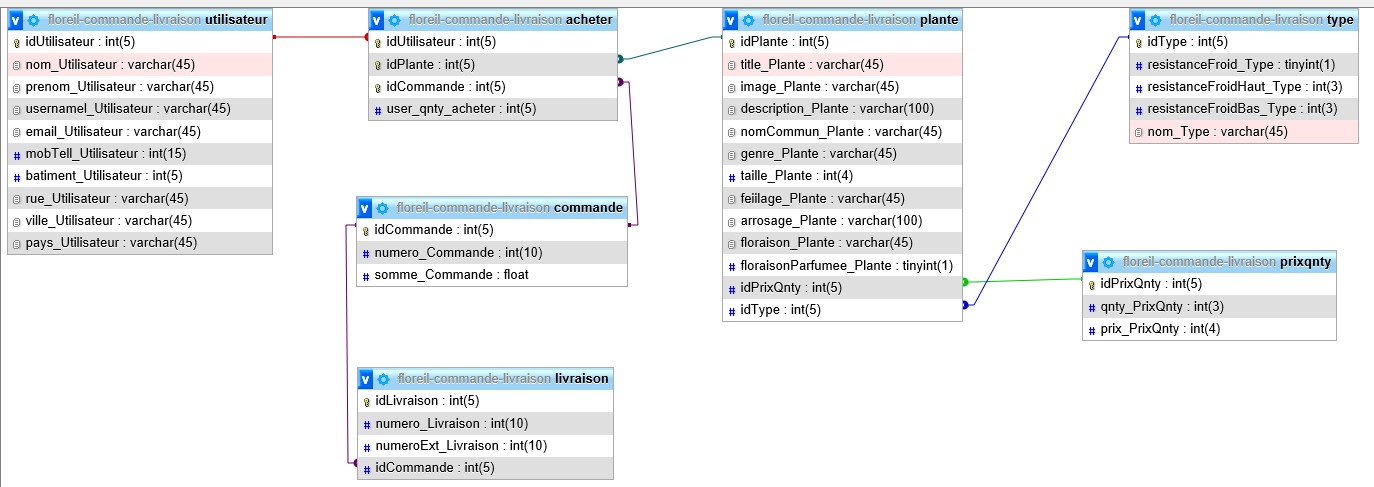 floreil-commande-livraison utilisateur
idUtilisateur : int(5)
nom_Utilisateur : varchar(45)
prenom_Utilisateur : varchar(45)
usernamel_Utilisateur : varchar(45)
email_Utilisateur : varchar(45)
mobTell_Utilisateur : int(15)
batiment_Utilisateur : int(5)
rue_Utilisateur : varchar(45)
ville_Utilisateur : varchar(45)
pays_Utilisateur : varchar(45)
floreil-commande-livraison acheter
idUtilisateur : int(5)
idPlante : int(5)
idCommande : int(5)
user_qnty_acheter : int(5)
floreil-commande-livraison commande
idCommande : int(5)
numero_Commande : int(10)
somme_Commande : float
floreil-commande-livraison livraison
idLivraison : int(5)
numero_Livraison : int(10)
numeroExt_Livraison : int(10)
idCommande : int(5)
floreil-commande-livraison plante
idPlante : int(5)
title_Plante : varchar(45)
image_Plante : varchar(45)
description_Plante : varchar(100)
nomCommun_Plante : varchar(45)
genre_Plante : varchar(45)
taille_Plante : int(4)
feiilage_Plante : varchar(45)
arrosage_Plante : varchar(100)
floraison_Plante : varchar(45)
floraisonParfumee_Plante : tinyint(1)
idPrixQnty : int(5)
idType : int(5)
floreil-commande-livraison type
idType : int(5)
resistanceFroid_Type : tinyint(1)
resistanceFroidHaut_Type : int(3)
resistanceFroidBas_Type : int(3)
nom_Type : varchar(45)
floreil-commande-livraison prixqnty
idPrixQnty : int(5)
qnty_PrixQnty : int(3)
prix_PrixQnty : int(4)